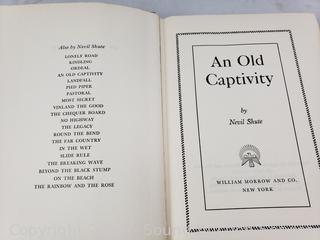 Also by Nevil Shute
LONELY ROAD
KINDLING
ORDEAL
AN OLD CAPTIVITY
LANDFALL
PIED PIPER
PASTORAL
MOST SECRET
VINLAND THE GOOD
THE CHEQUER BOARD
NO HIGHWAY
THE LEGACY
ROUND THE BEND
THE FAR COUNTRY
IN THE WET
SLIDE RULE
THE BREAKING WAVE
BEYOND THE BLACK STUMP
ON THE BEACH
THE RAINBOW AND THE ROSE
An Old
Captivity
by
Nevil Shute
WILLIAM MORROW AND CO.
NEW YORK